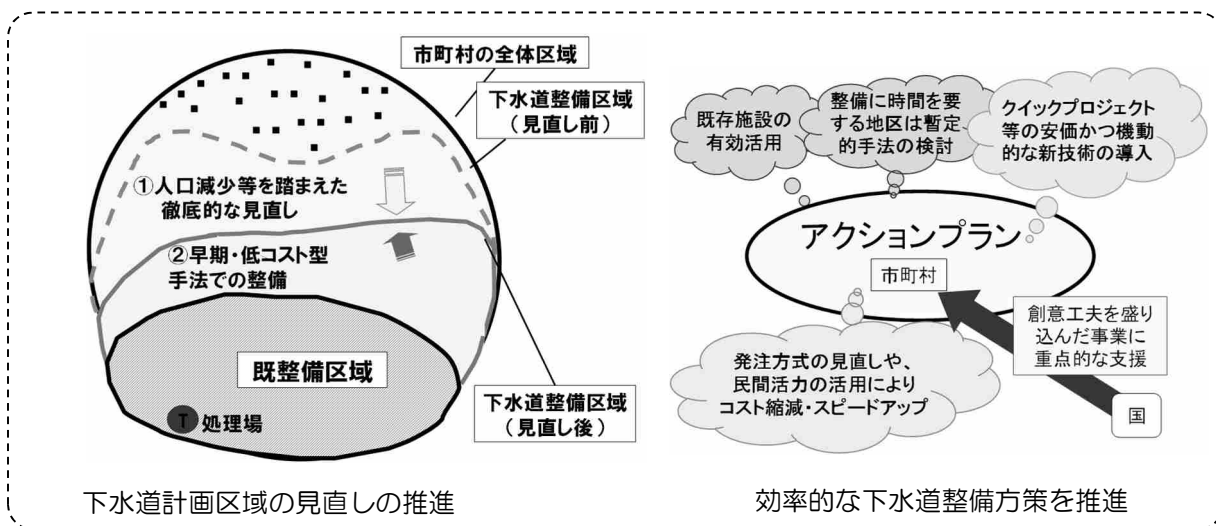 市町村の全体区域
下水道整備区域
（見直し前）
①人口減少等を踏まえた
徹底的な見直し
②早期・低コスト型
手法での整備
既整備区域
T 処理場
下水道整備区域
（見直し後）
下水道計画区域の見直しの推進
既存施設の
有効活用
整備に時間を要
する地区は暫定
的手法の検討
クイックプロジェクト
等の安価かつ機動
的な新技術の導入
アクションプラン
市町村
創意工夫を盛り
込んだ事業に
重点的な支援
発注方式の見直しや、
民間活力の活用により
コスト縮減・スピードアップ
国
効率的な下水道整備方策を推進